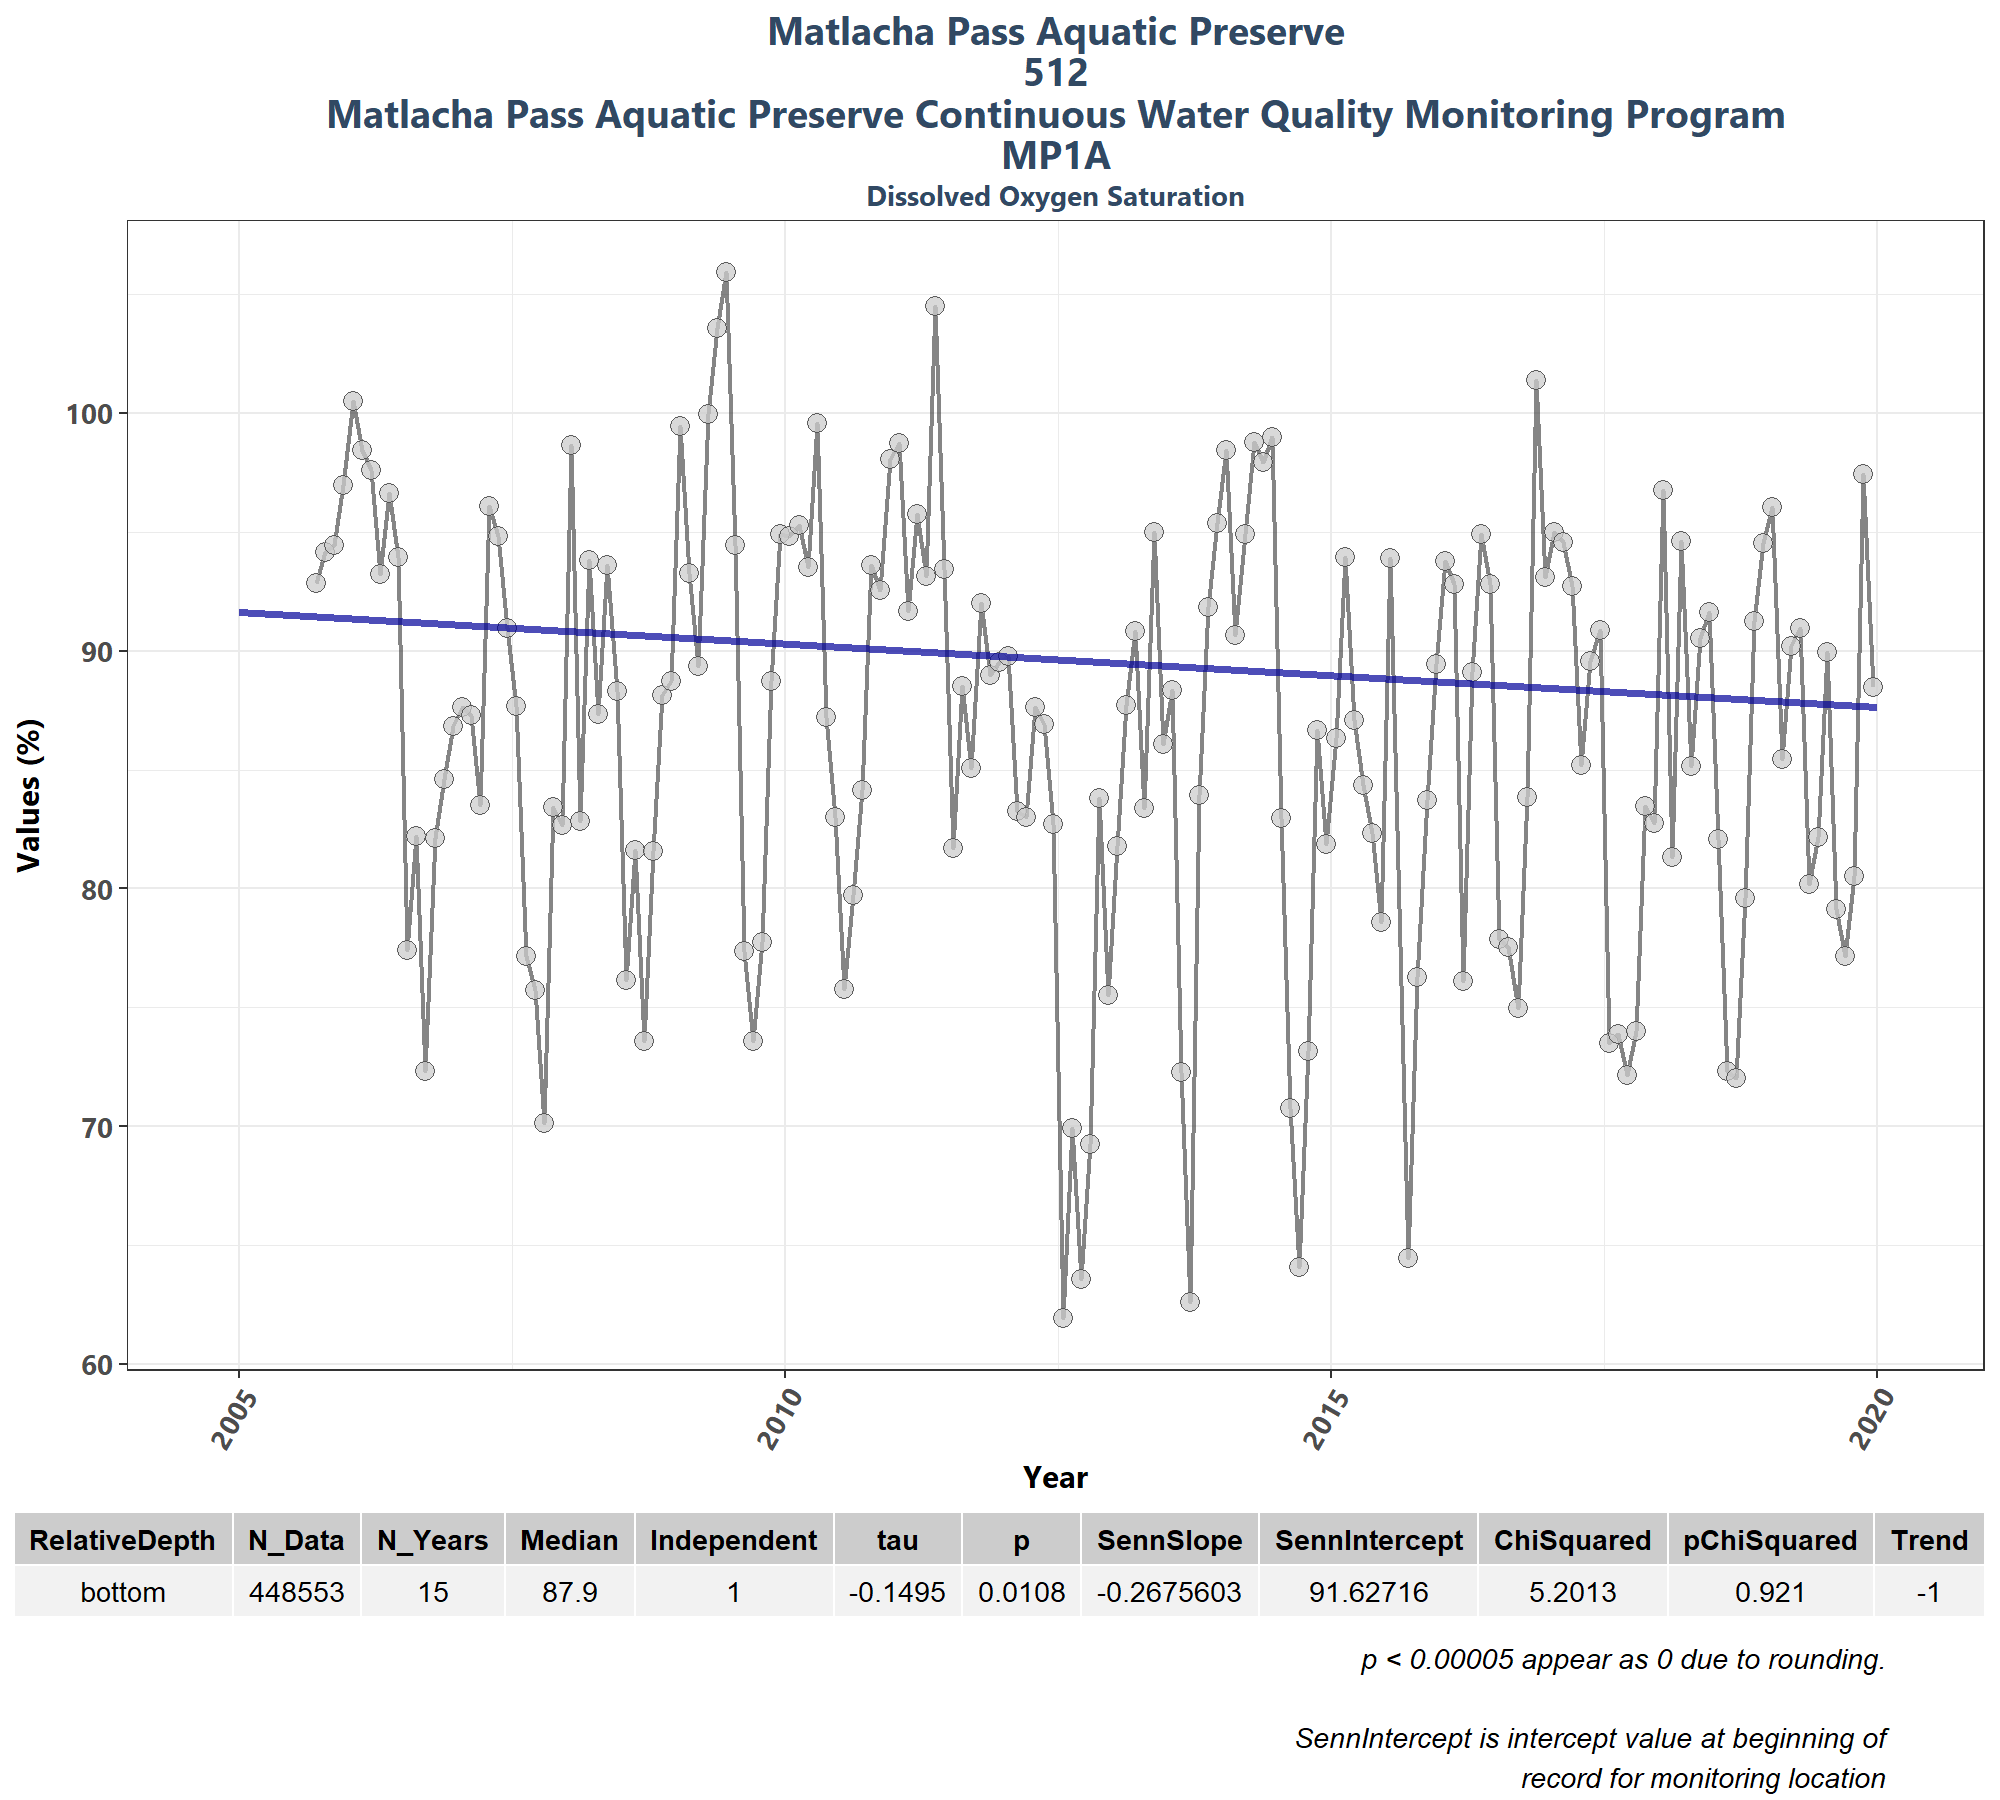 Matlacha Pass Aquatic Preserve
512
Matlacha Pass Aquatic Preserve Continuous Water Quality Monitoring Program
MP1A
Dissolved Oxygen Saturation
Values (%)
100
90
80
70
60
2005
2010
2015
2020
Year
RelativeDepth N_Data N_Years Median Independent tau p SennSlope SennIntercept ChiSquared pChiSquared Trend
bottom 448553 15 87.9 1 -0.1495 0.0108 -0.2675603 91.62716 5.2013 0.921 -1
p < 0.00005 appear as 0 due to rounding.
SennIntercept is intercept value at beginning of
record for monitoring location